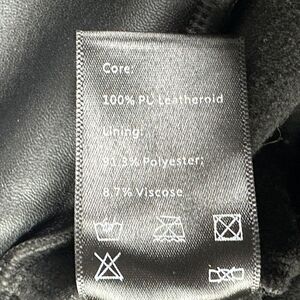 Core:
100% PU Leatheroid
Lining:
91.3% Polyester;
8.7% Viscose